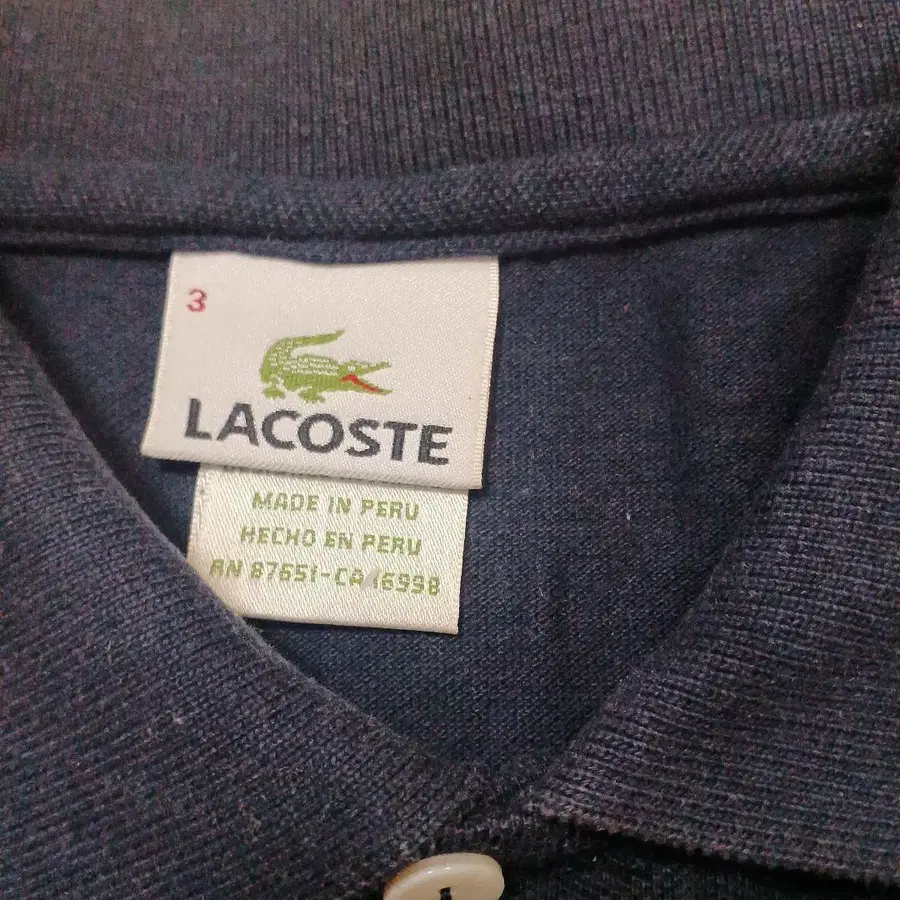 3
LACOSTE
MADE IN PERU
HECHO EN PERU
RN 87651-CA 16998